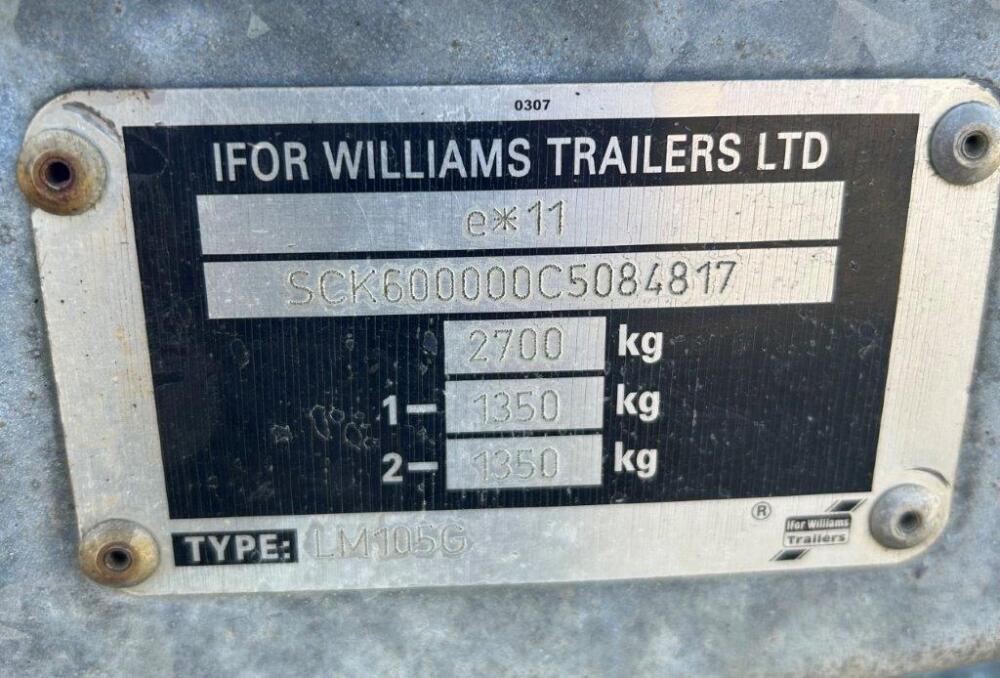 0307
IFOR WILLIAMS TRAILERS LTD
e*11
SCK600000C5084817
2700 kg
1- 1350 kg
2- 1350 kg
TYPE: LM105G
®
Ifor Williams
Trailers